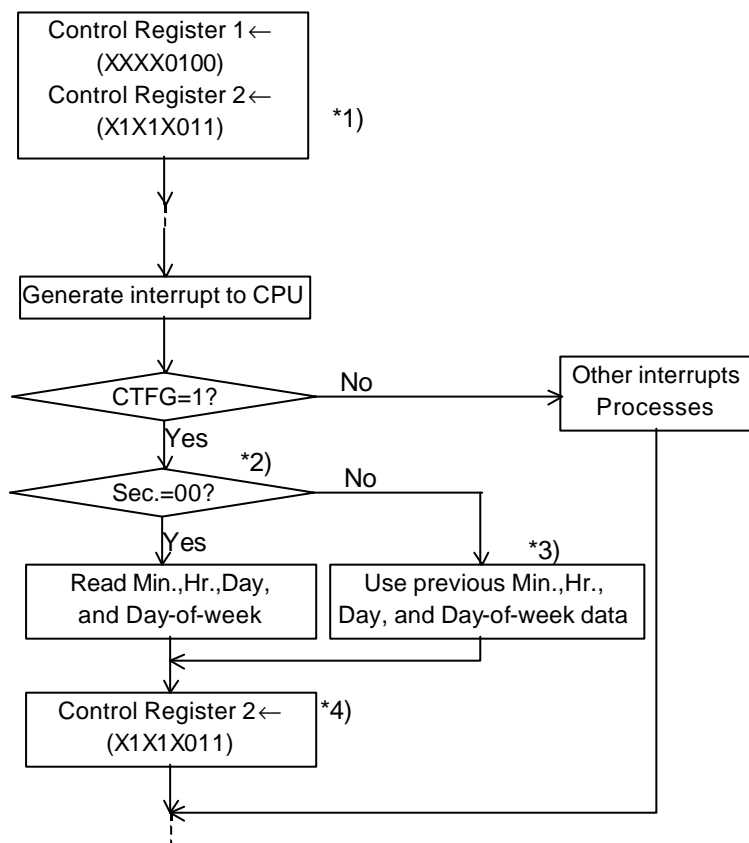 Control Register 1←
(XXXX0100)
Control Register 2←
(X1X1X011)
*1)
Generate interrupt to CPU
CTFG=1?
No
Other interrupts
Processes
Yes
*2)
Sec.=00?
No
Yes
*3)
Read Min.,Hr.,Day,
and Day-of-week
Use previous Min.,Hr.,
Day, and Day-of-week data
Control Register 2←
(X1X1X011)
*4)